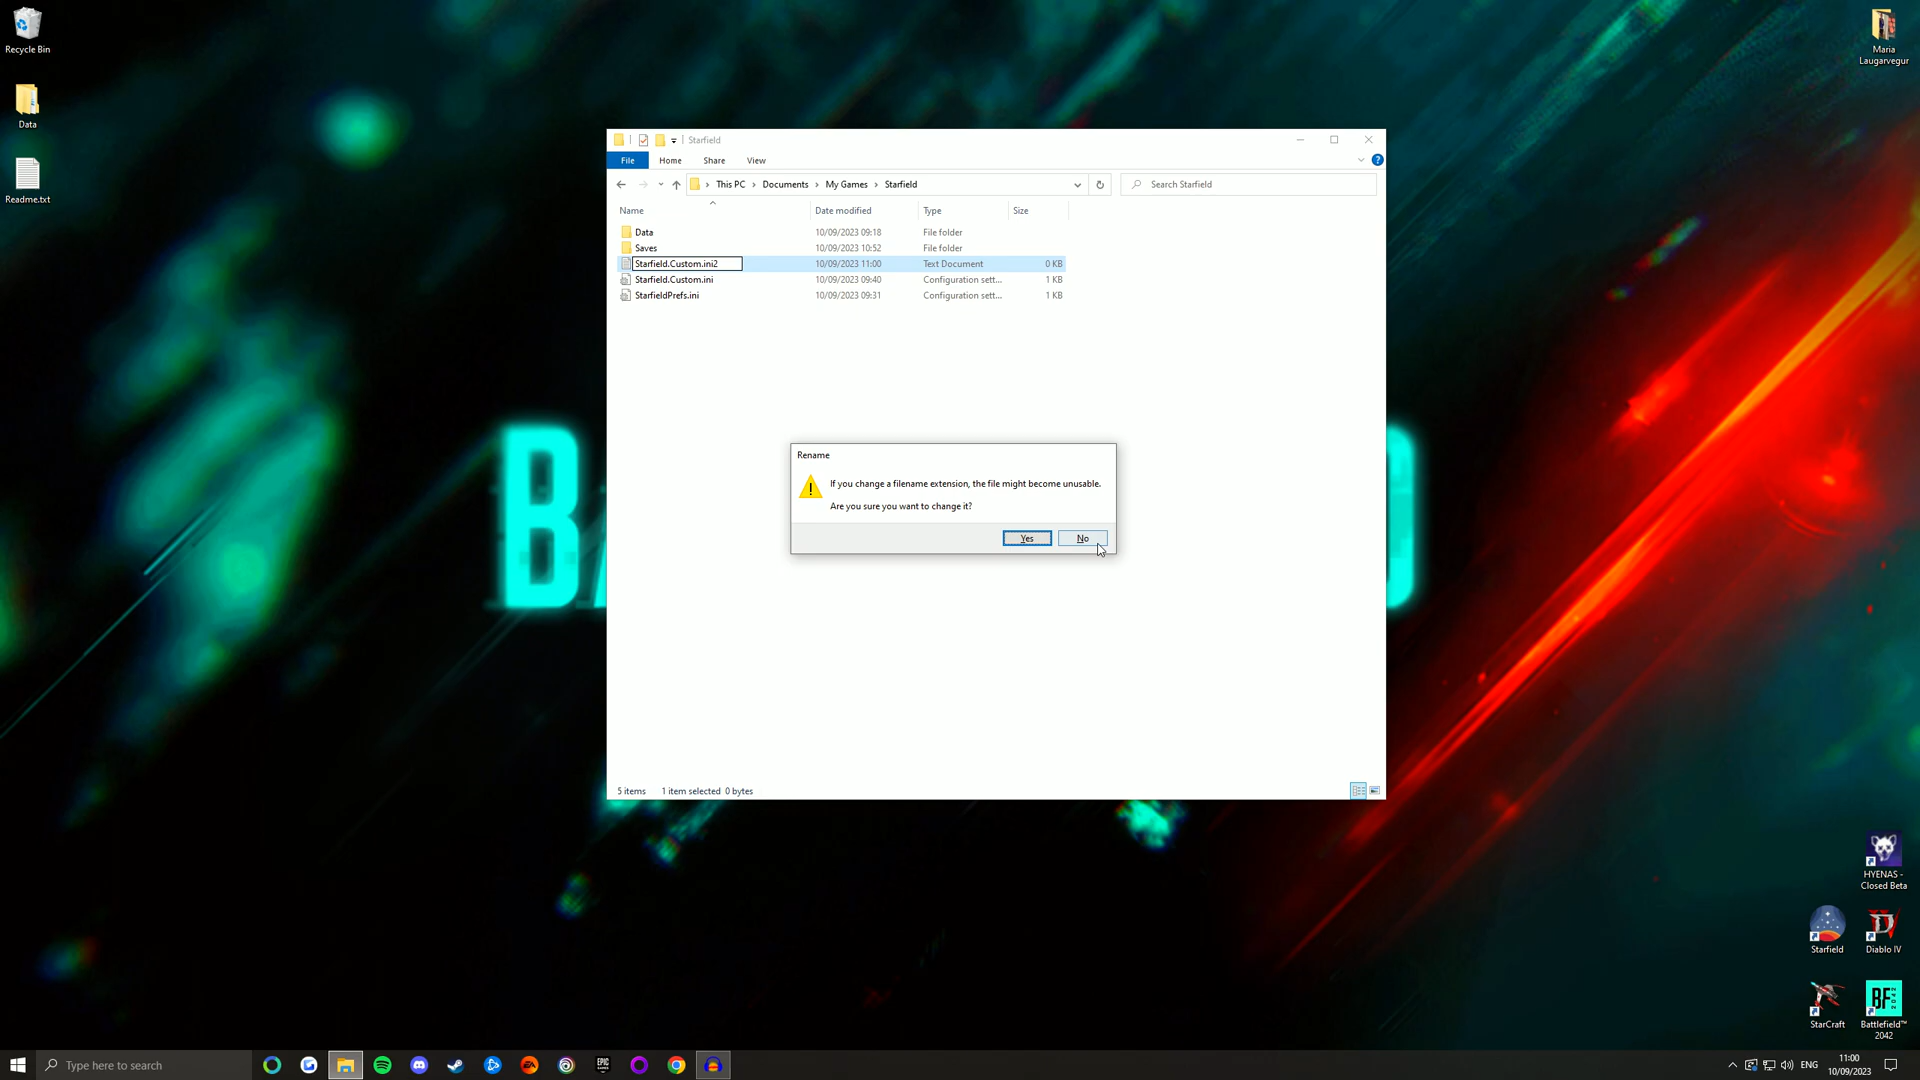 Recycle Bin
Data
Readme.txt
Maria
Laugarvegur
Starfield
File
Home
Share
View
This PC
Documents
My Games
Starfield
Search Starfield
Name
Date modified
Type
Size
Data
10/09/2023 09:18
File folder
Saves
10/09/2023 10:52
File folder
Starfield.Custom.ini2
10/09/2023 11:00
Text Document
0 KB
Starfield.Custom.ini
10/09/2023 09:40
Configuration sett...
1 KB
StarfieldPrefs.ini
10/09/2023 09:31
Configuration sett...
1 KB
Rename
If you change a filename extension, the file might become unusable.
Are you sure you want to change it?
Yes
No
5 items
1 item selected 0 bytes
B
HYENAS -
Closed Beta
Starfield
Diablo IV
StarCraft
BF
2042
Battlefield™
2042
Type here to search
EA
EPIC
GAMES
ENG
11:00
10/09/2023